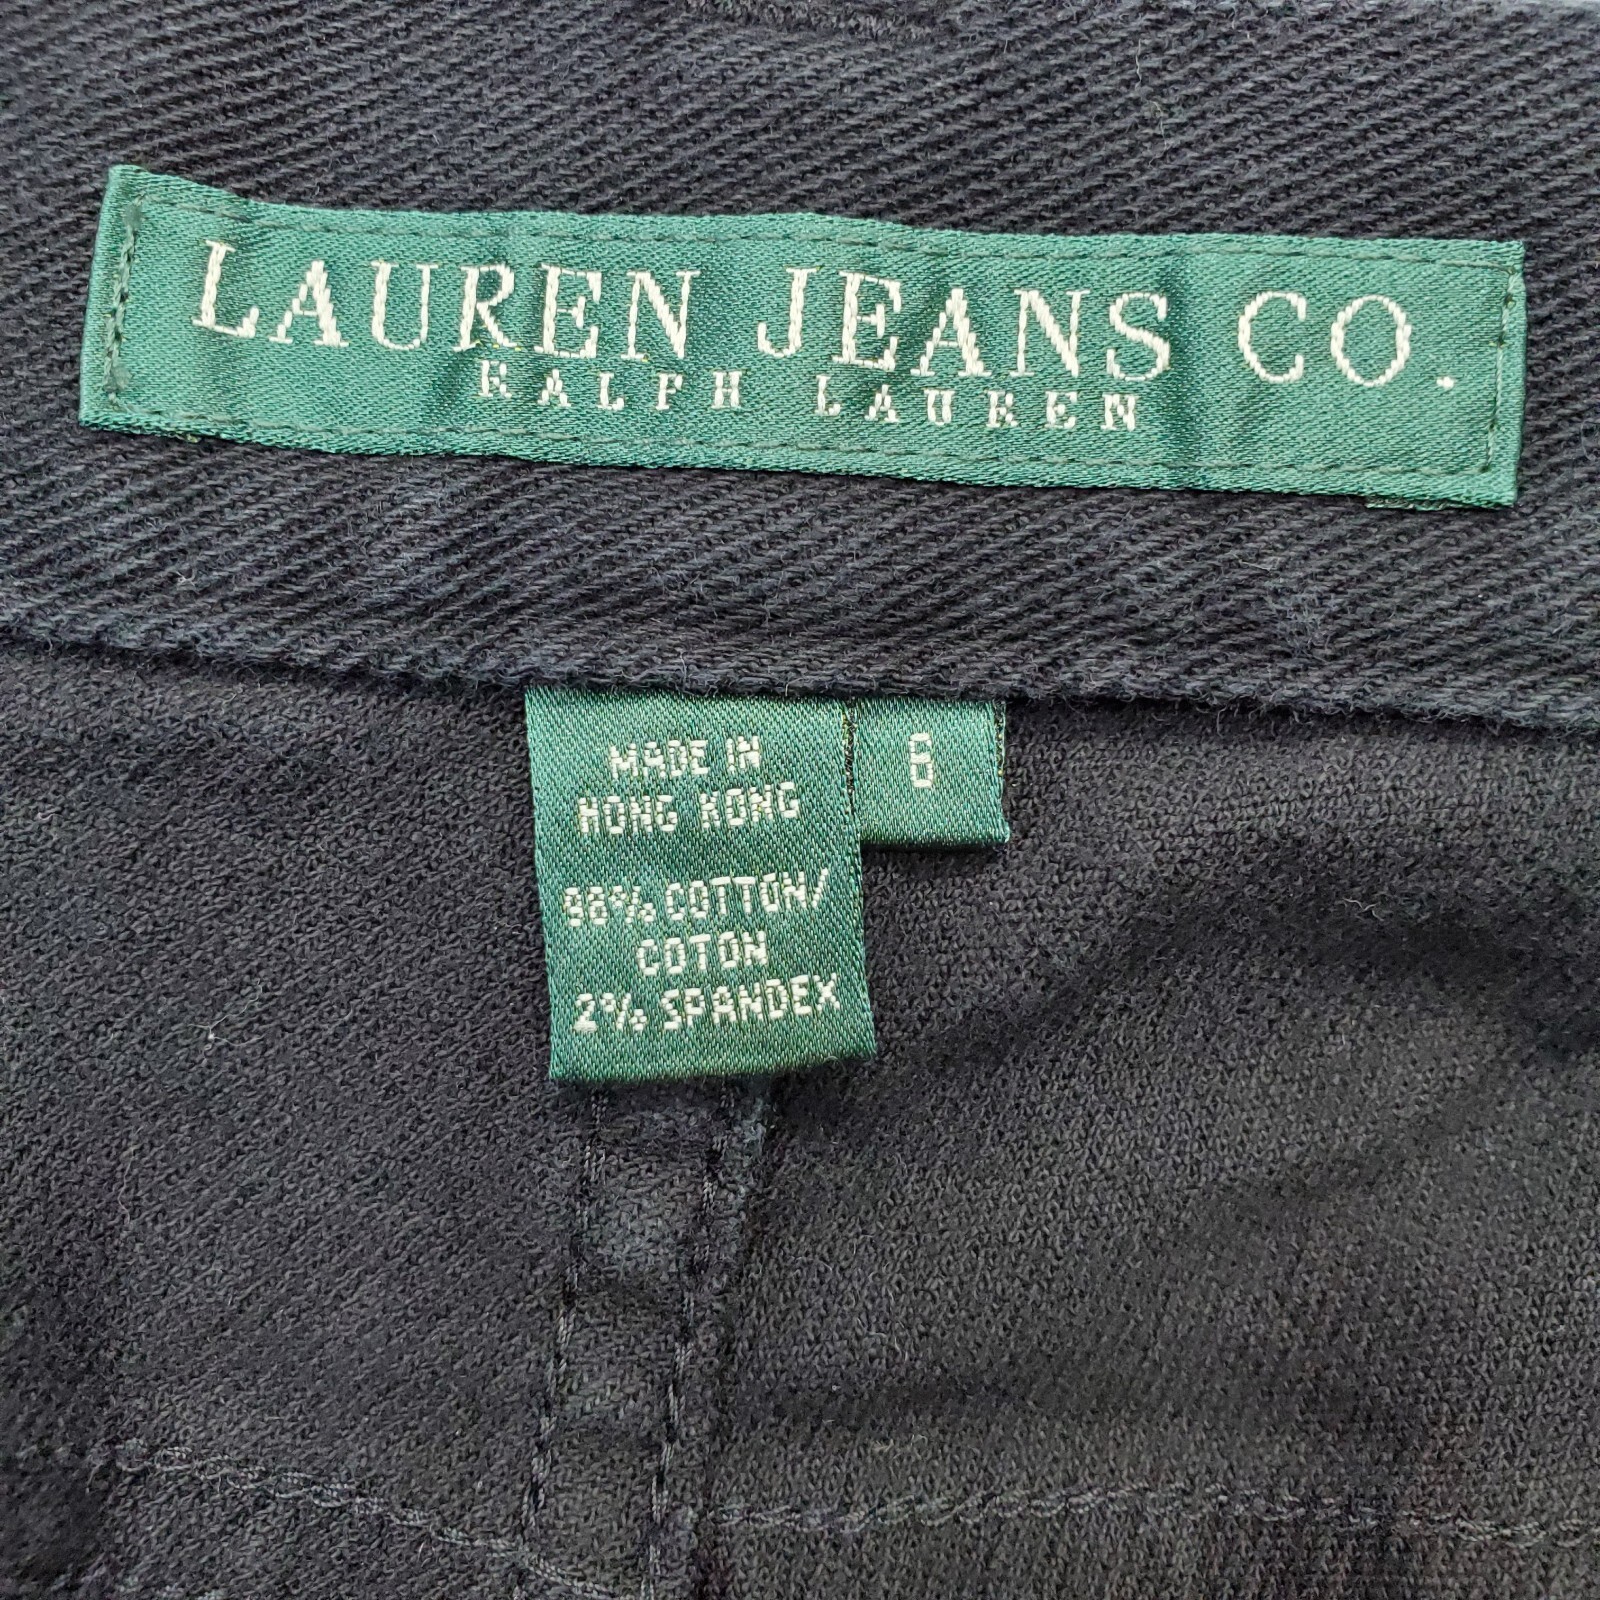 LAUREN JEANS CO.
RALPH LAUREN
MADE IN
HONG KONG
98% COTTON/
COTON
2% SPANDEX
6